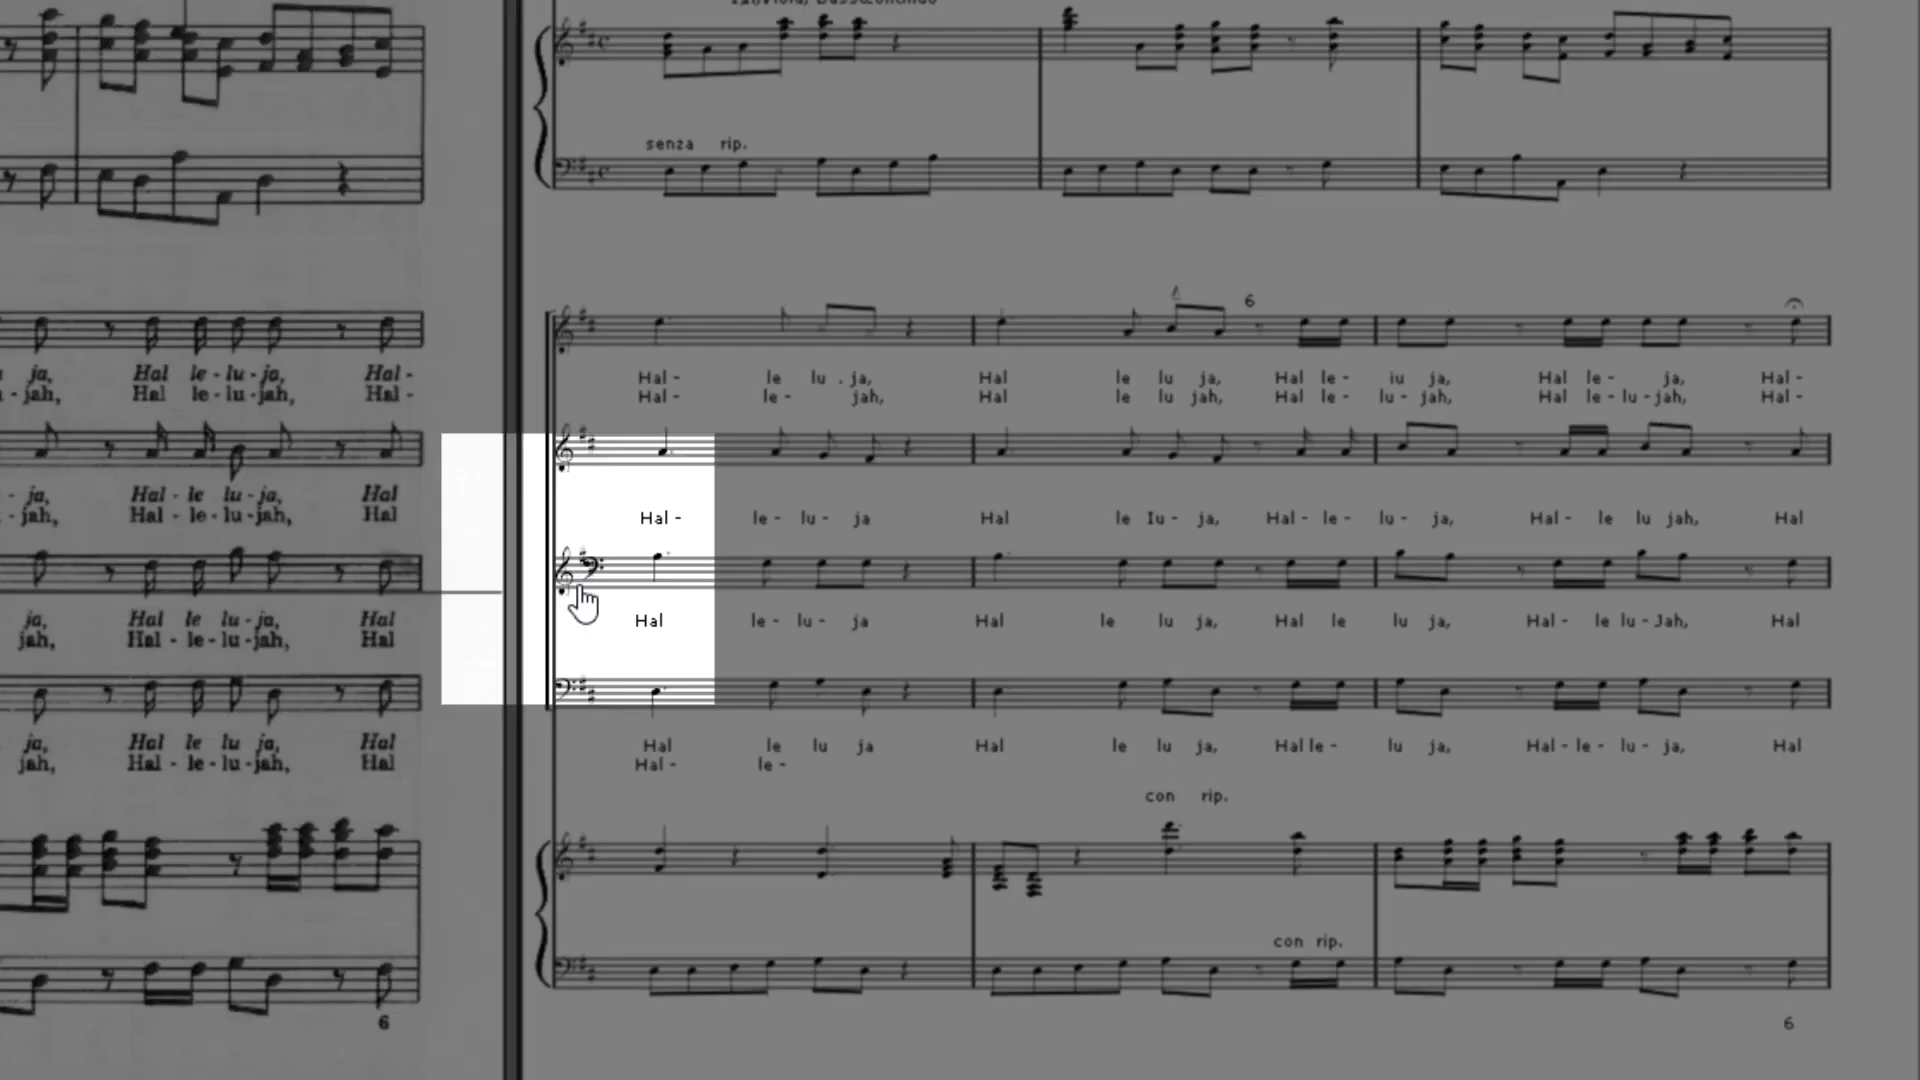 senza rip.
6
ja, Hal le-lu-ja, Hal-
-jah, Hal le-lu-jah, Hal-
Hal- le lu . ja, Hal le lu ja, Hal le- iu ja, Hal le- ja, Hal-
Hal- le- jah, Hal le lu jah, Hal le- lu- jah, Hal le-lu-jah, Hal-
- ja, Hal-le lu-ja, Hal
-jah, Hal-le-lu-jah, Hal
Hal- le- lu- ja Hal le Iu- ja, Hal- le- lu- ja, Hal- le lu jah, Hal
ja, Hal le lu-ja, Hal
jah, Hal-le-lu-jah, Hal
Hal le- lu- ja Hal le lu ja, Hal le lu ja, Hal- le lu-Jah, Hal
ja, Hal le lu ja, Hal
jah, Hal-le-lu-jah, Hal
Hal le lu ja Hal le lu ja, Hal le- lu ja, Hal-le- lu- ja, Hal
Hal- le-
con rip.
con rip.
6
6